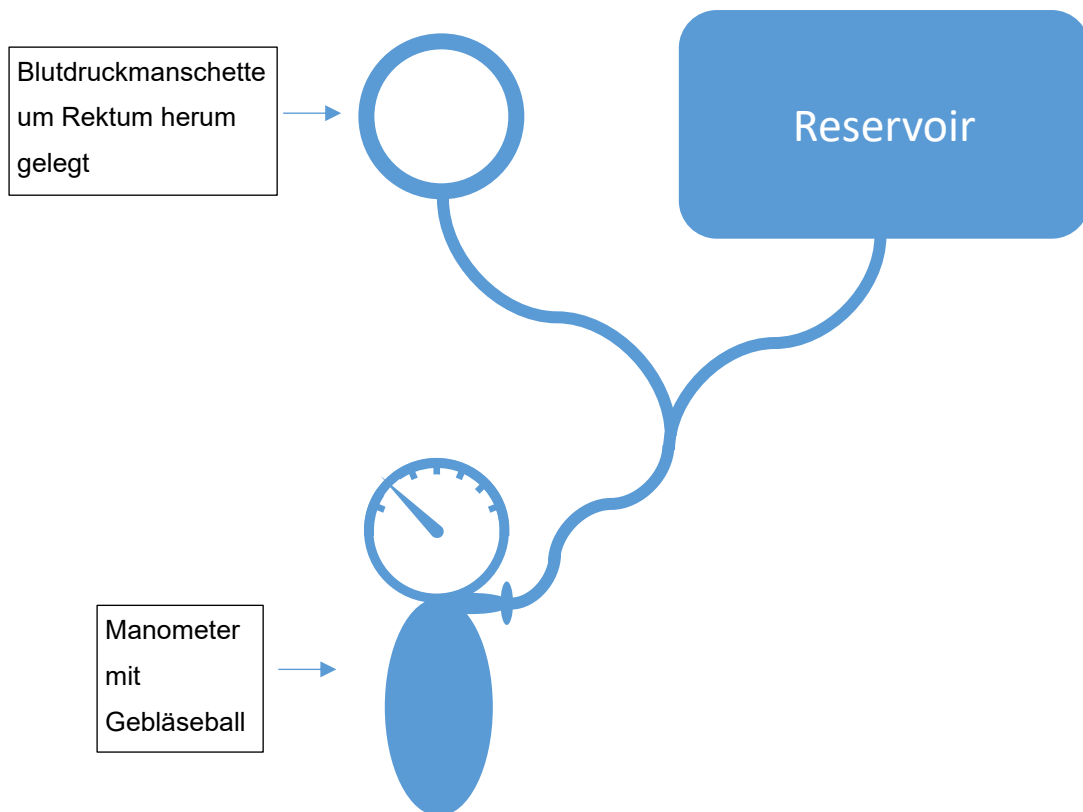 Blutdruckmanschette
um Rektum herum
gelegt
Reservoir
Manometer
mit
Gebläseball